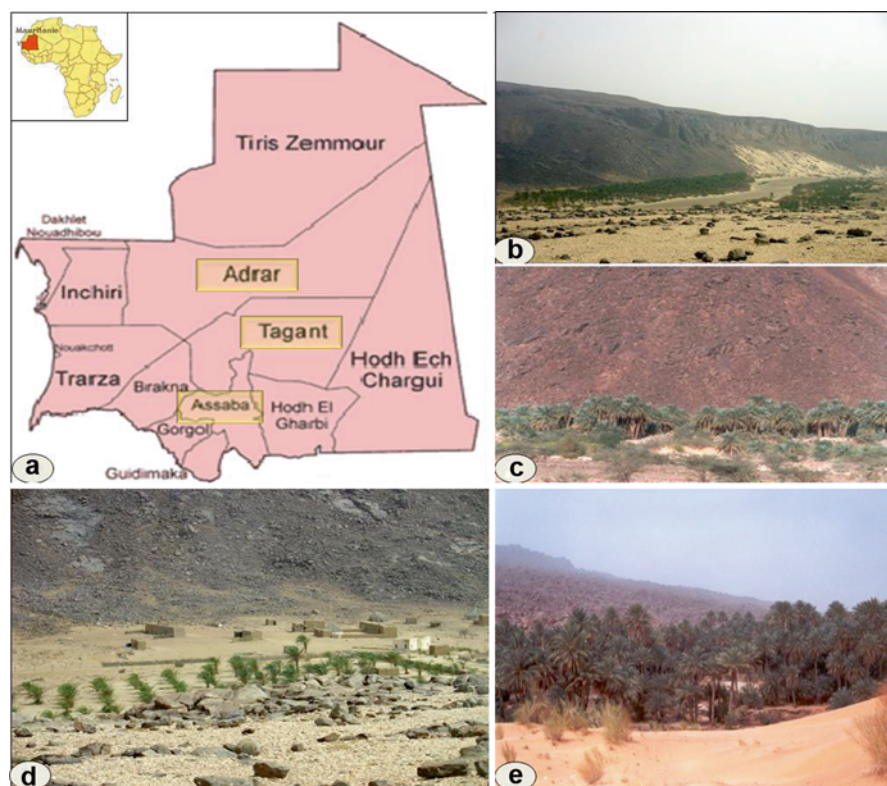 Mauritanie
Tiris Zemmour
Dakhlet
Nouadhibou
Adrar
Inchiri
Tagant
Nouakchott
Hodh Ech
Chargui
Trarza
Birakna
Assaba
Hodh El
Gharbi
Gorgol
Guidimaka
a
b
c
d
e